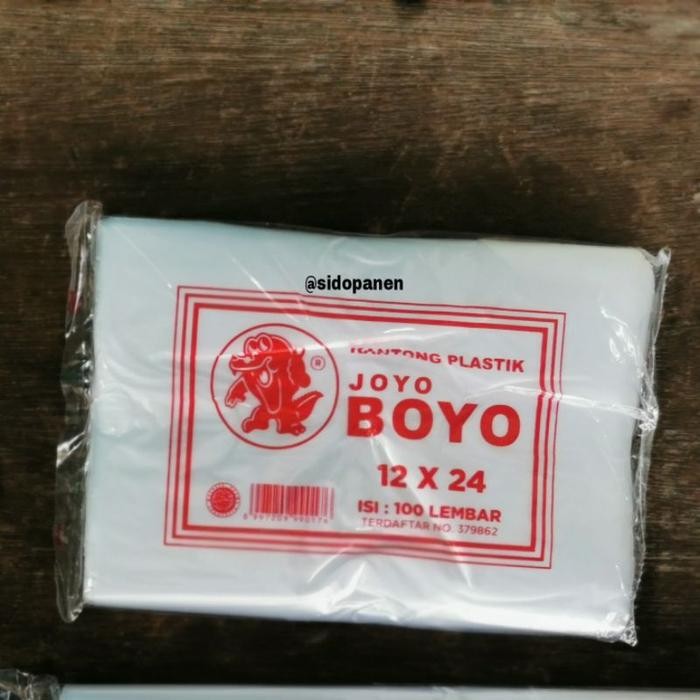 @sidopanen
KANTONG PLASTIK
®
JOYO
BOYO
12 X 24
ISI : 100 LEMBAR
TERDAFTAR NO. 379862